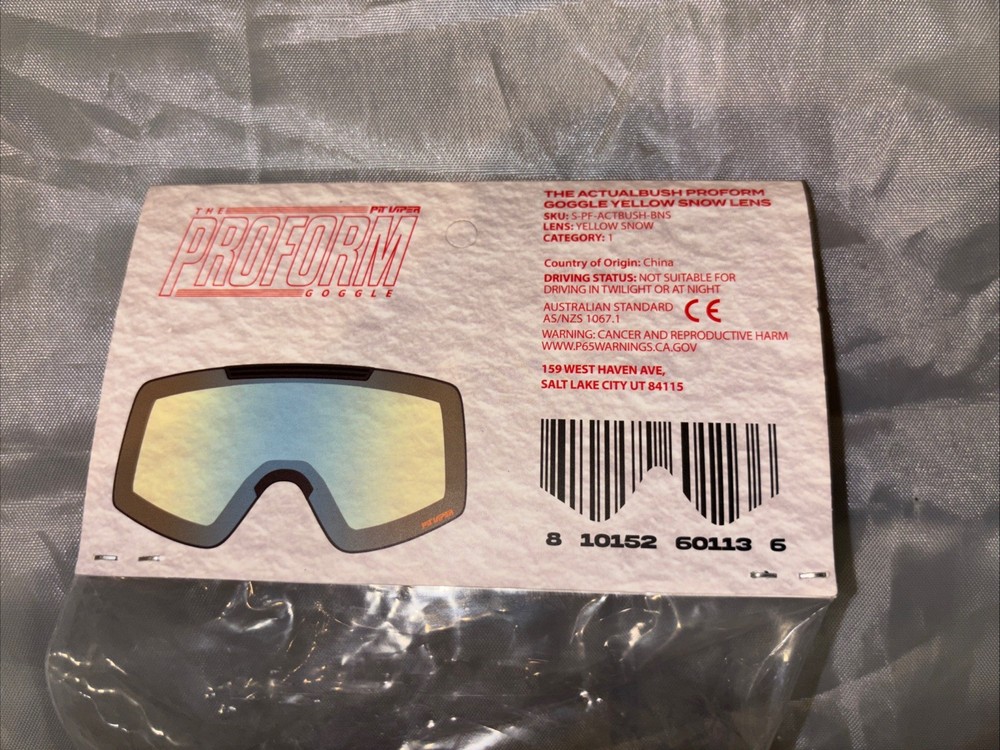 THE PIT VIPER
PROFORM
GOGGLE
PIT VIPER
THE ACTUALBUSH PROFORM
GOGGLE YELLOW SNOW LENS
SKU: S-PF-ACTBUSH-BNS
LENS: YELLOW SNOW
CATEGORY: 1
Country of Origin: China
DRIVING STATUS: NOT SUITABLE FOR
DRIVING IN TWILIGHT OR AT NIGHT
AUSTRALIAN STANDARD
AS/NZS 1067.1
CE
WARNING: CANCER AND REPRODUCTIVE HARM
WWW.P65WARNINGS.CA.GOV
159 WEST HAVEN AVE,
SALT LAKE CITY UT 84115
8 10152 60113 6